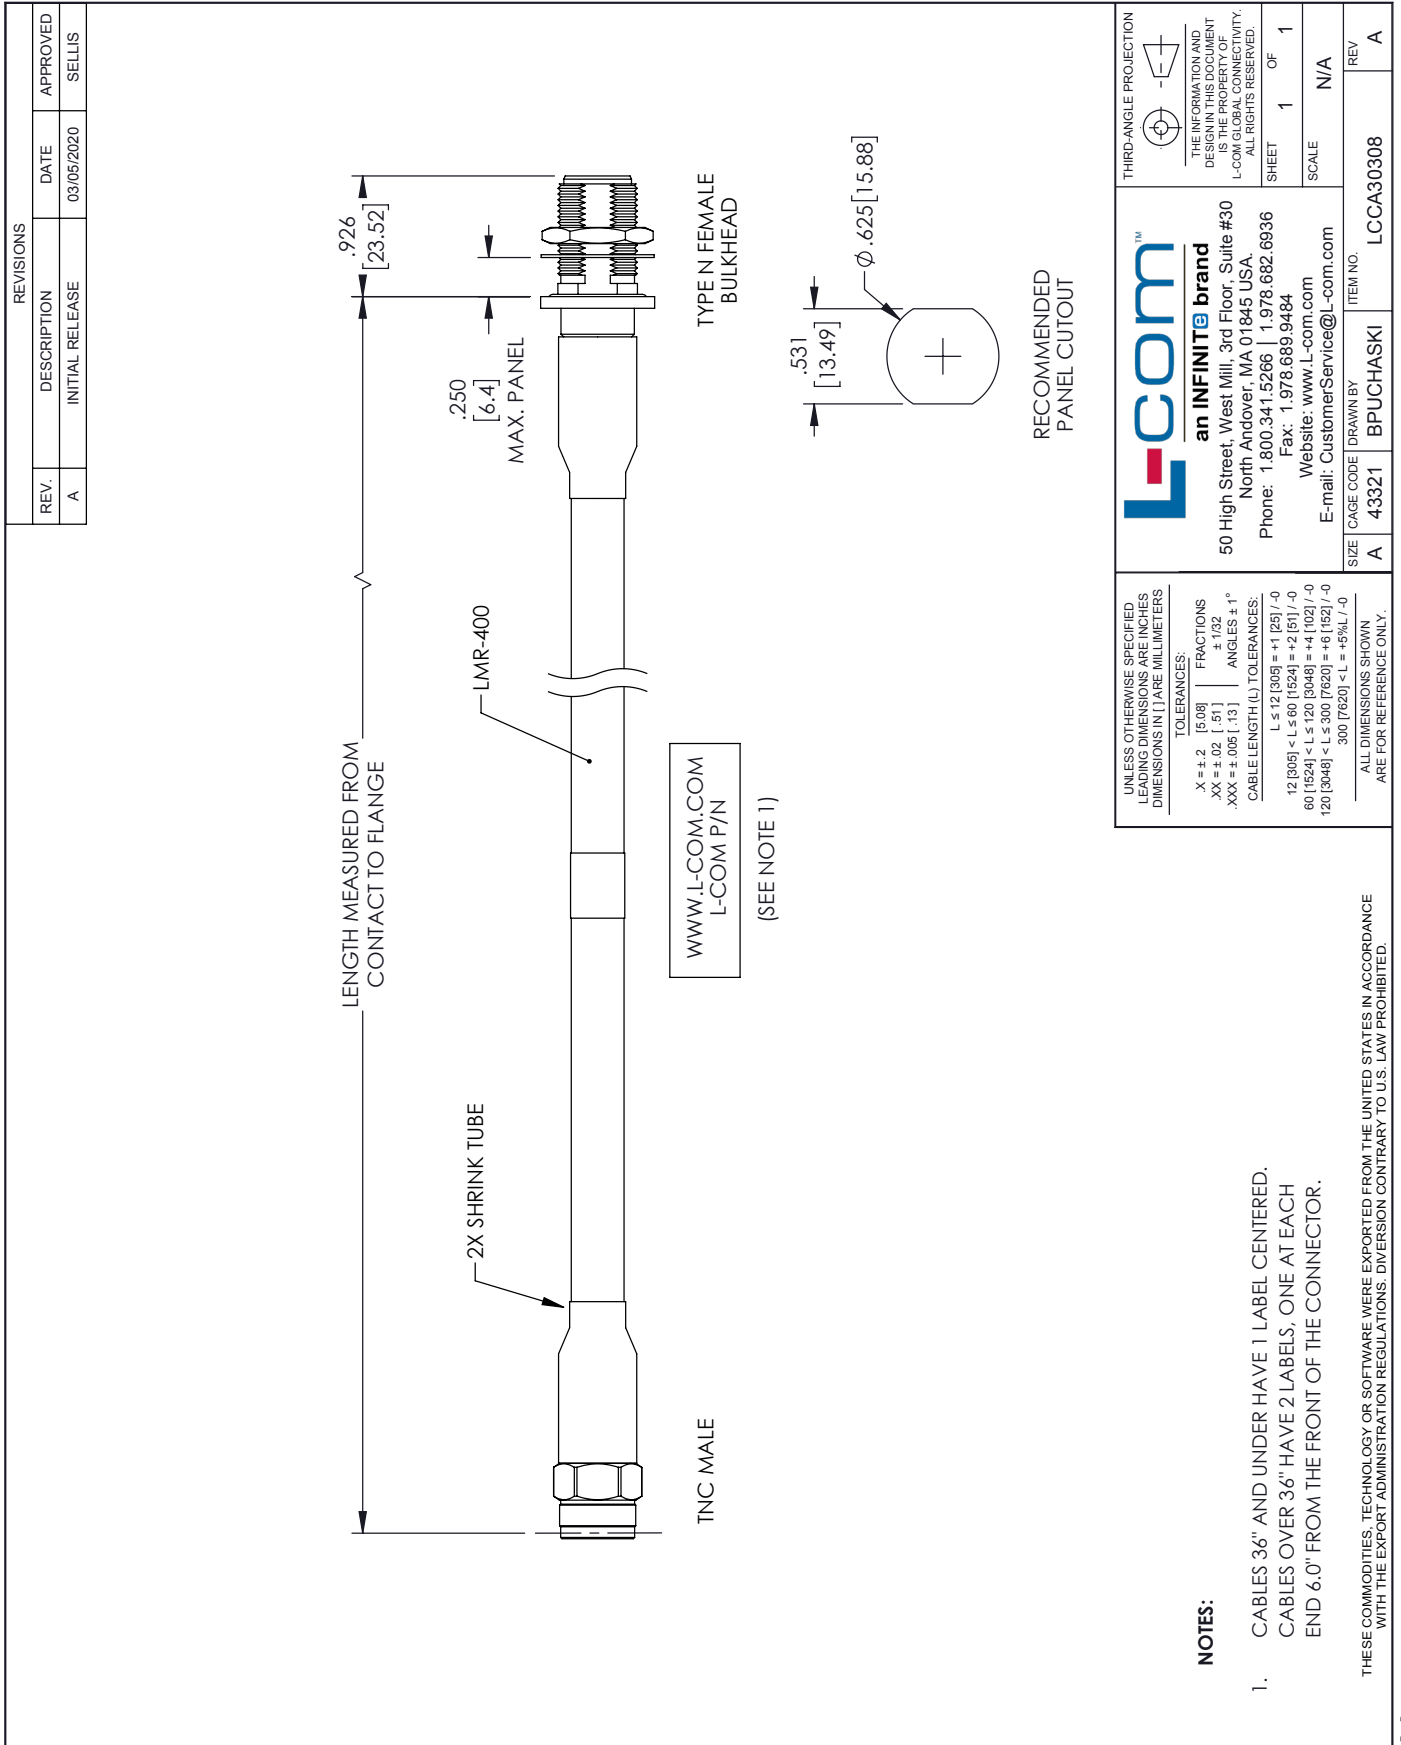 REVISIONS
REV. DESCRIPTION DATE APPROVED
A INITIAL RELEASE 03/05/2020 SELLIS
LENGTH MEASURED FROM
CONTACT TO FLANGE
.926
[23.52]
.250
[6.4]
MAX. PANEL
2X SHRINK TUBE
LMR-400
TNC MALE
TYPE N FEMALE
BULKHEAD
WWW.L-COM.COM
L-COM P/N
(SEE NOTE 1)
.531
[13.49]
Ø.625[15.88]
RECOMMENDED
PANEL CUTOUT
NOTES:
1. CABLES 36" AND UNDER HAVE 1 LABEL CENTERED.
CABLES OVER 36" HAVE 2 LABELS, ONE AT EACH
END 6.0" FROM THE FRONT OF THE CONNECTOR.
THESE COMMODITIES, TECHNOLOGY OR SOFTWARE WERE EXPORTED FROM THE UNITED STATES IN ACCORDANCE
WITH THE EXPORT ADMINISTRATION REGULATIONS. DIVERSION CONTRARY TO U.S. LAW PROHIBITED.
UNLESS OTHERWISE SPECIFIED
LEADING DIMENSIONS ARE INCHES
DIMENSIONS IN [ ] ARE MILLIMETERS
TOLERANCES:
.X = ±.2 [5.08] FRACTIONS
.XX = ±.02 [.51] ± 1/32
.XXX = ±.005 [.13] ANGLES ± 1°
CABLE LENGTH (L) TOLERANCES:
L ≤ 12 [305] = +1 [25] / -0
12 [305] < L ≤ 60 [1524] = +2 [51] / -0
60 [1524] < L ≤ 120 [3048] = +4 [102] / -0
120 [3048] < L ≤ 300 [7620] = +6 [152] / -0
300 [7620] < L = +5%L / -0
ALL DIMENSIONS SHOWN
ARE FOR REFERENCE ONLY.
L-com™
an INFINITe brand
50 High Street, West Mill, 3rd Floor, Suite #30
North Andover, MA 01845 USA.
Phone: 1.800.341.5266 | 1.978.682.6936
Fax: 1.978.689.9484
Website: www.L-com.com
E-mail: CustomerService@L-com.com
THIRD-ANGLE PROJECTION
THE INFORMATION AND
DESIGN IN THIS DOCUMENT
IS THE PROPERTY OF
L-COM GLOBAL CONNECTIVITY.
ALL RIGHTS RESERVED.
SHEET 1 OF 1
SCALE N/A
SIZE A
CAGE CODE 43321
DRAWN BY BPUCHASKI
ITEM NO. LCCA30308
REV A